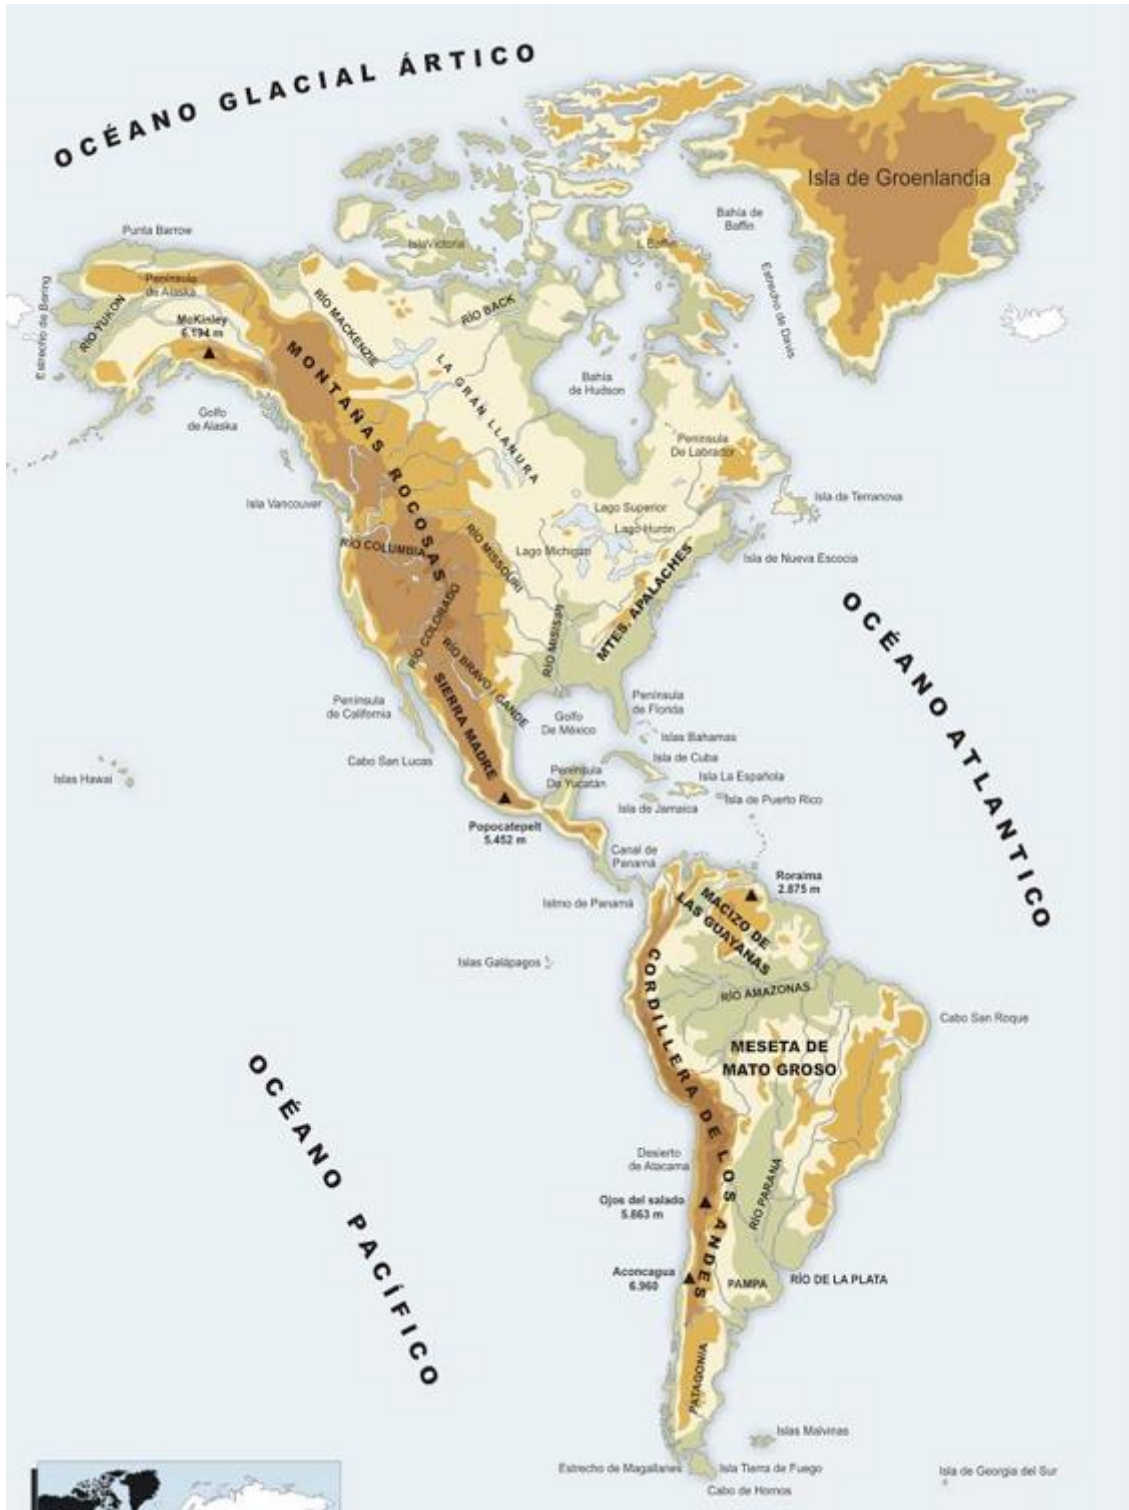 OCÉANO GLACIAL ÁRTICO
Isla de Groenlandia
Bahía de
Baffin
Punta Barrow
Isla Victoria
I. Baffin
Estrecho de Bering
Península
de Alaska
RÍO YUKON
McKinley
6.194 m
RÍO MACKENZIE
RÍO BACK
Estrecho de Davis
MONTAÑAS ROCOSAS
LA GRAN LLANURA
Bahía
de Hudson
Golfo
de Alaska
Península
De Labrador
Isla Vancouver
Isla de Terranova
Lago Superior
Lago Huron
Lago Michigan
RÍO COLUMBIA
RÍO MISSOURI
Isla de Nueva Escocia
MTES. APALACHES
RÍO COLORADO
RÍO MISISIPI
RÍO BRAVO / GANDE
SIERRA MADRE
OCÉANO ATLANTICO
Península
de California
Golfo
De México
Península
de Florida
Islas Bahamas
Cabo San Lucas
Isla de Cuba
Islas Hawai
Península
De Yucatán
Isla La Española
Isla de Jamaica
Isla de Puerto Rico
Popocatepelt
5.452 m
Canal de
Panamá
Istmo de Panamá
Roraima
2.875 m
MACIZO DE
LAS GUAYANAS
Islas Galápagos
CORDILLERA DE LOS ANDES
RÍO AMAZONAS
Cabo San Roque
MESETA DE
MATO GROSO
OCÉANO PACÍFICO
Desierto
de Atacama
RÍO PARANA
Ojos del salado
5.863 m
Aconcagua
6.960
PAMPA
RÍO DE LA PLATA
PATAGONIA
Islas Malvinas
Estrecho de Magallanes
Isla Tierra de Fuego
Isla de Georgia del Sur
Cabo de Hornos